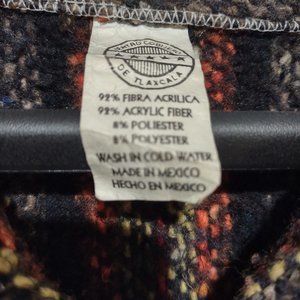 DE TLAXCALA
92% FIBRA ACRILICA
92% ACRYLIC FIBER
8% POLIESTER
8% POLYESTER
WASH IN COLD WATER
MADE IN MEXICO
HECHO EN MEXICO